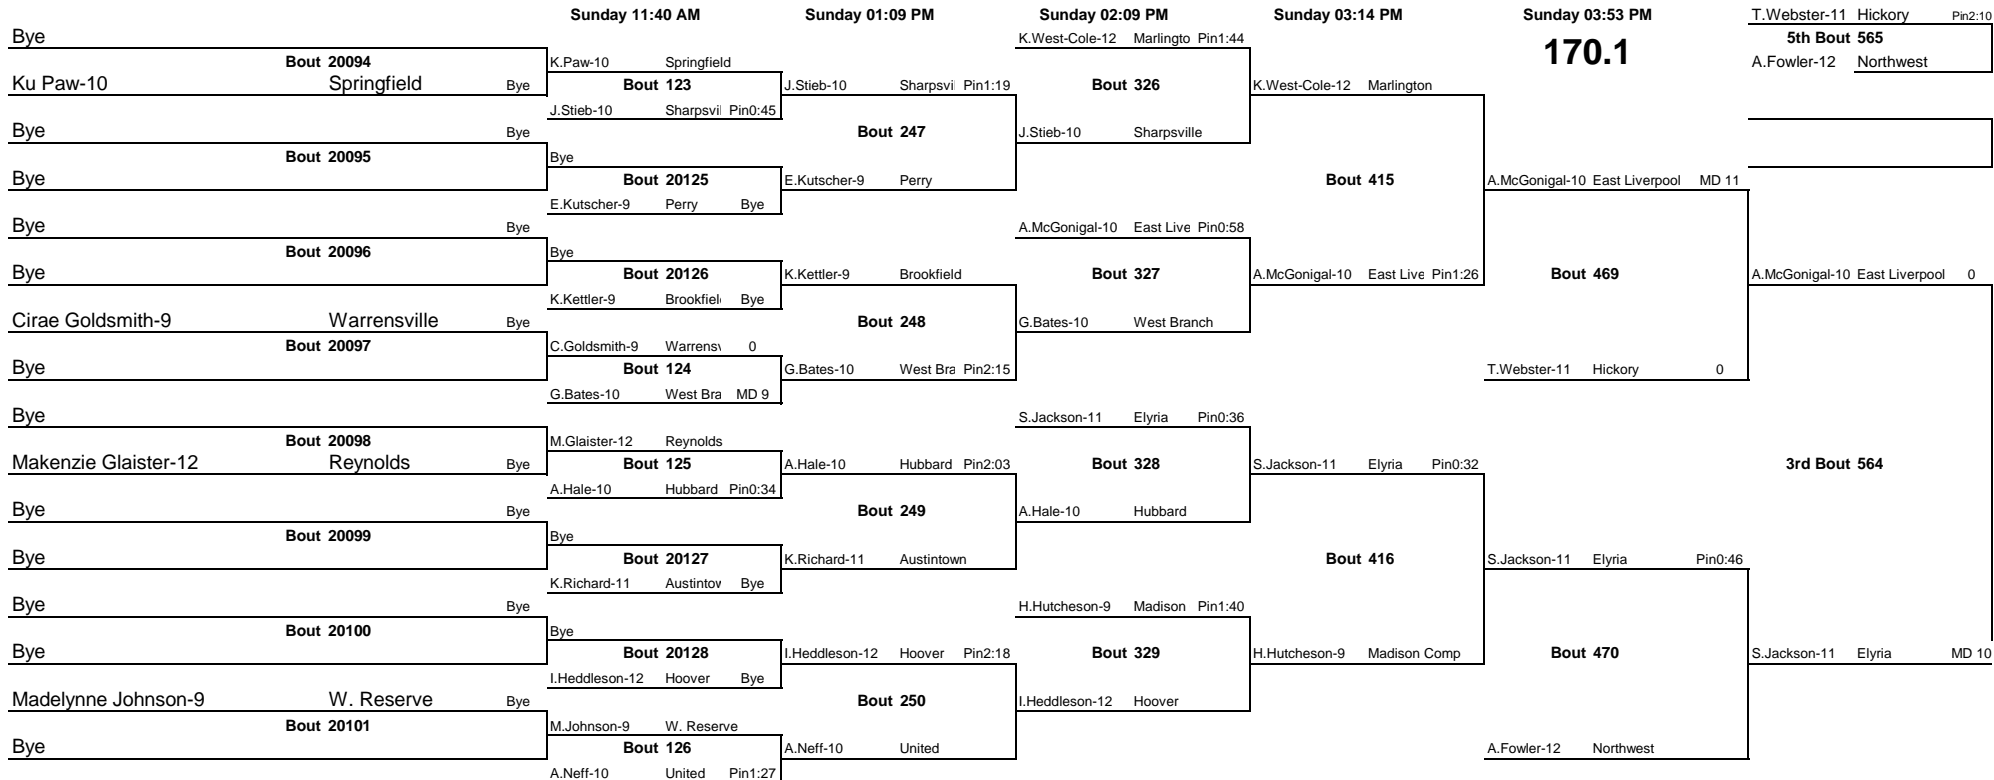 Sunday 11:40 AM Sunday 01:09 PM Sunday 02:09 PM Sunday 03:14 PM Sunday 03:53 PM T.Webster-11 Hickory Pin2:10
Bye K.West-Cole-12 Marlingto Pin1:44 170.1 5th Bout 565
Bout 20094 K.Paw-10 Springfield A.Fowler-12 Northwest
Ku Paw-10 Springfield Bye Bout 123 J.Stieb-10 Sharpsvil Pin1:19 Bout 326 K.West-Cole-12 Marlington
J.Stieb-10 Sharpsvil Pin0:45
Bye Bye Bout 247 J.Stieb-10 Sharpsville
Bout 20095 Bye
Bye Bout 20125 E.Kutscher-9 Perry Bout 415 A.McGonigal-10 East Liverpool MD 11
E.Kutscher-9 Perry Bye
Bye Bye A.McGonigal-10 East Live Pin0:58
Bout 20096 Bye
Bye Bout 20126 K.Kettler-9 Brookfield Bout 327 A.McGonigal-10 East Live Pin1:26 Bout 469 A.McGonigal-10 East Liverpool 0
K.Kettler-9 Brookfiel Bye
Cirae Goldsmith-9 Warrensville Bye Bout 248 G.Bates-10 West Branch
Bout 20097 C.Goldsmith-9 Warrensv 0
Bye Bout 124 G.Bates-10 West Bra Pin2:15 T.Webster-11 Hickory 0
G.Bates-10 West Bra MD 9
Bye S.Jackson-11 Elyria Pin0:36
Bout 20098 M.Glaister-12 Reynolds
Makenzie Glaister-12 Reynolds Bye Bout 125 A.Hale-10 Hubbard Pin2:03 Bout 328 S.Jackson-11 Elyria Pin0:32 3rd Bout 564
A.Hale-10 Hubbard Pin0:34
Bye Bye Bout 249 A.Hale-10 Hubbard
Bout 20099 Bye
Bye Bout 20127 K.Richard-11 Austintown Bout 416 S.Jackson-11 Elyria Pin0:46
K.Richard-11 Austintow Bye
Bye Bye H.Hutcheson-9 Madison Pin1:40
Bout 20100 Bye
Bye Bout 20128 I.Heddleson-12 Hoover Pin2:18 Bout 329 H.Hutcheson-9 Madison Comp Bout 470 S.Jackson-11 Elyria MD 10
I.Heddleson-12 Hoover Bye
Madelynne Johnson-9 W. Reserve Bye Bout 250 I.Heddleson-12 Hoover
Bout 20101 M.Johnson-9 W. Reserve
Bye Bout 126 A.Neff-10 United A.Fowler-12 Northwest
A.Neff-10 United Pin1:27